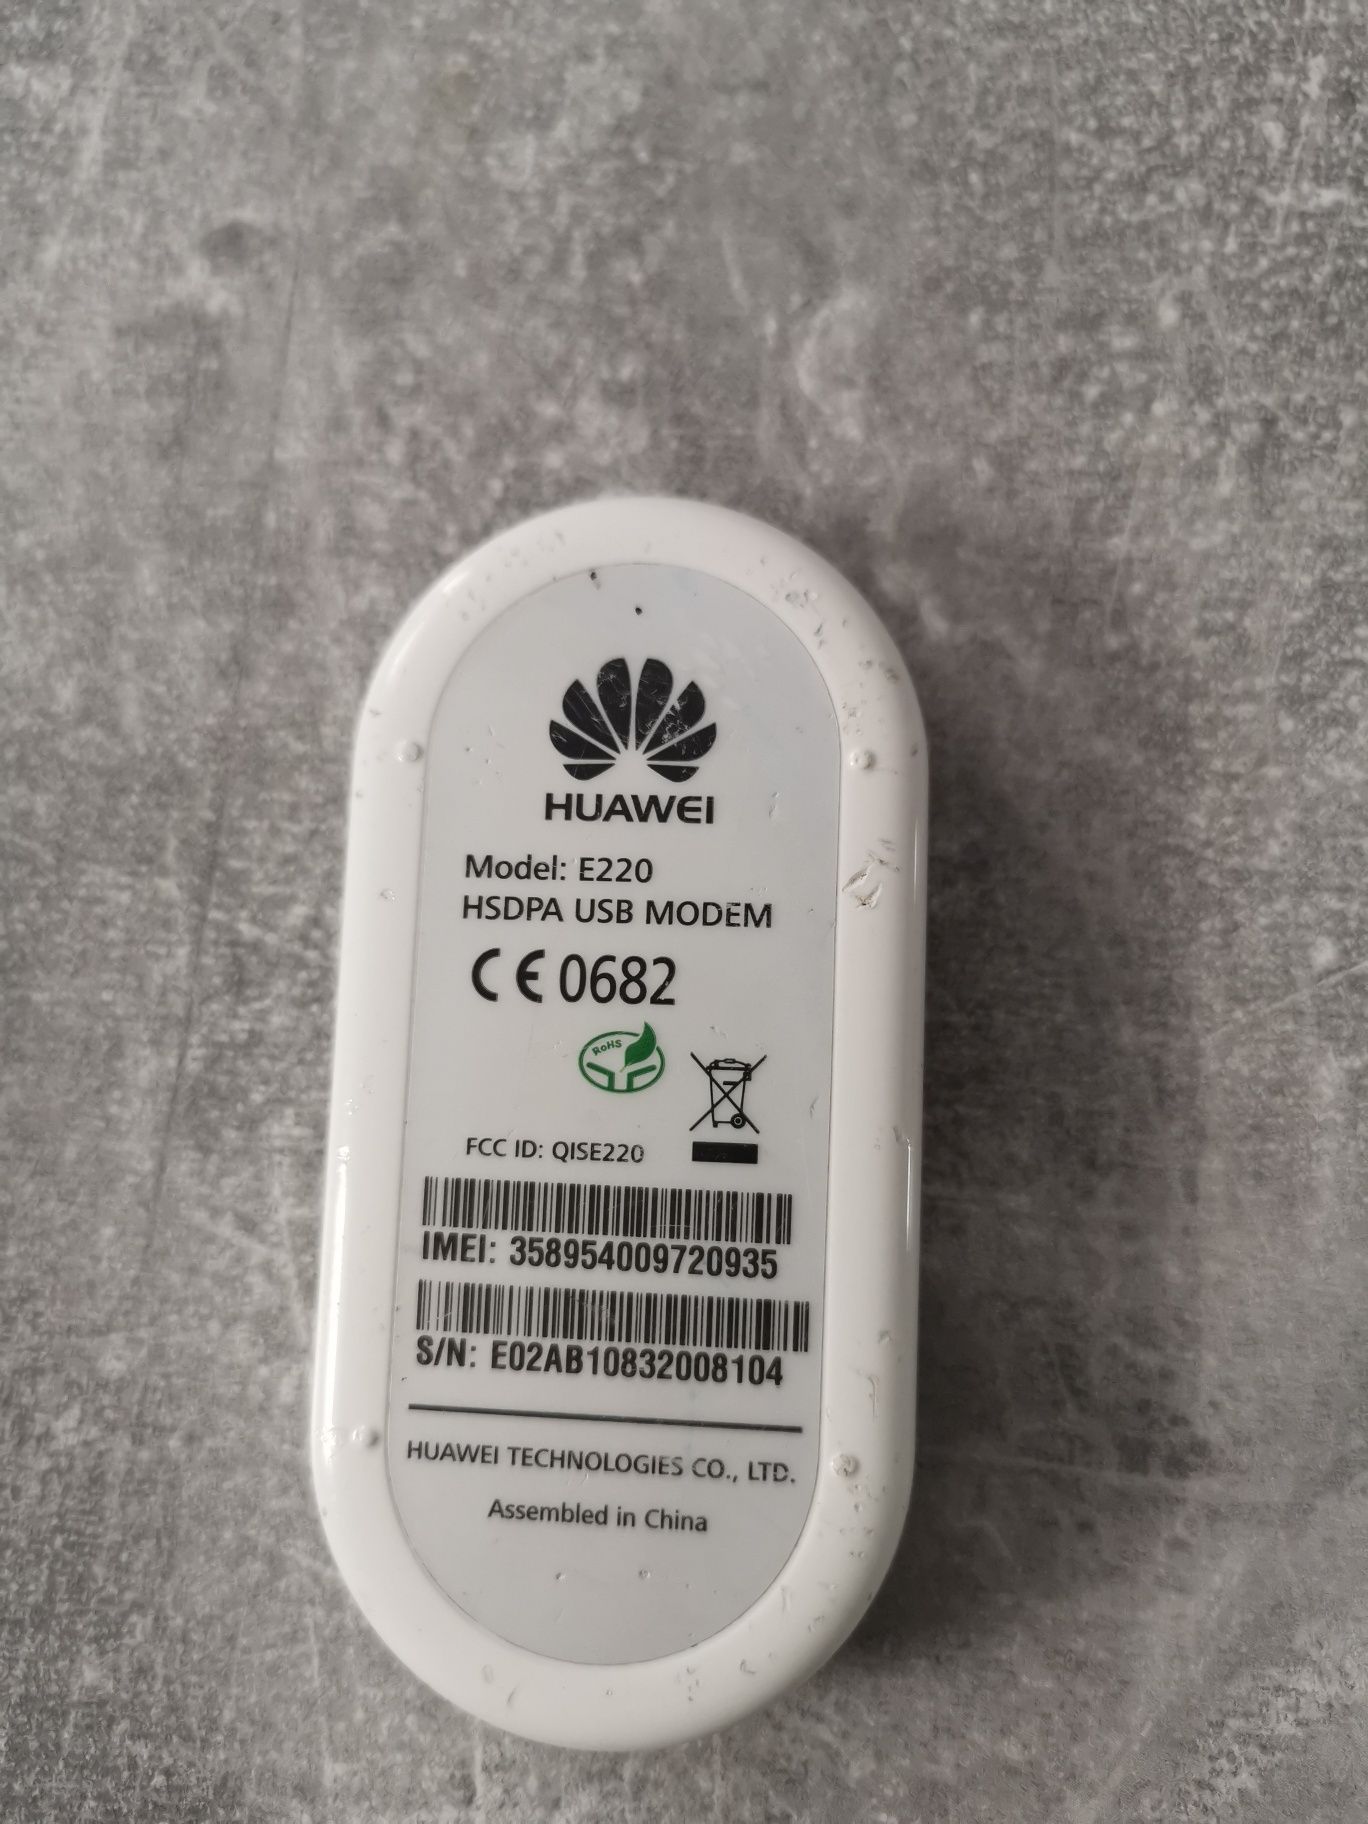 HUAWEI
Model: E220
HSDPA USB MODEM
CE 0682
RoHS
FCC ID: QISE220
IMEI: 358954009720935
S/N: E02AB10832008104
HUAWEI TECHNOLOGIES CO., LTD.
Assembled in China